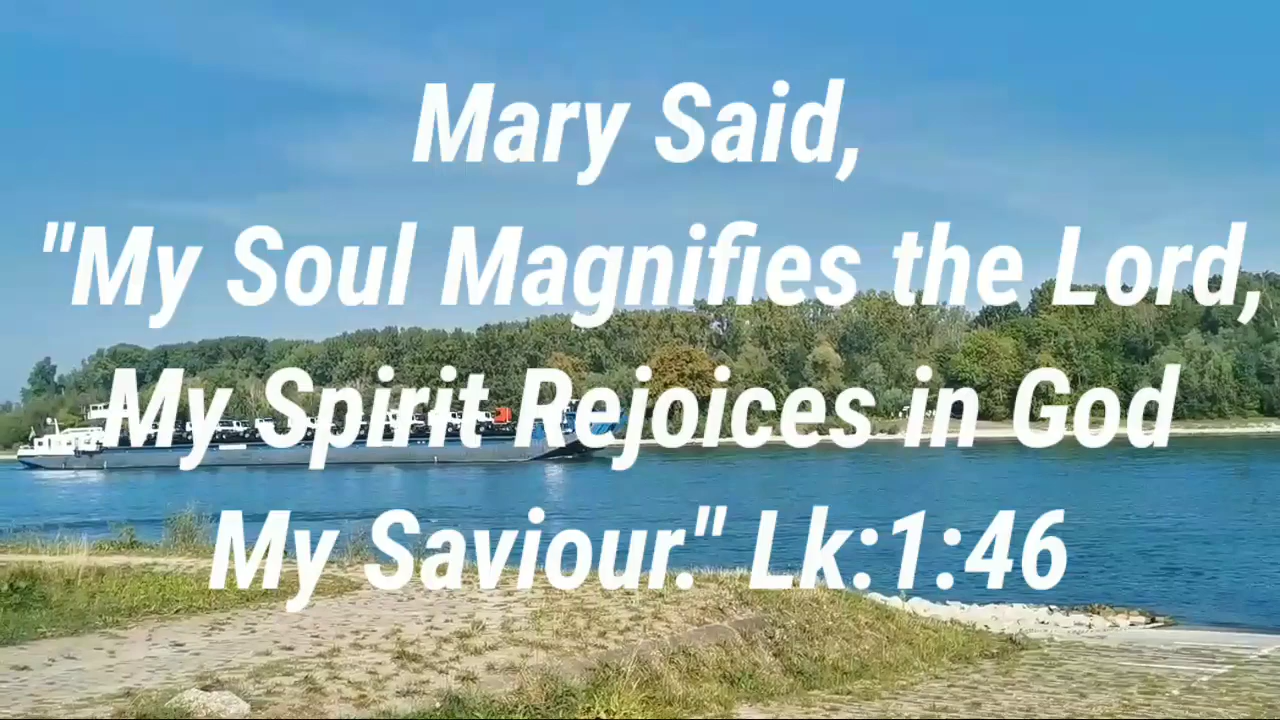 Mary Said,
"My Soul Magnifies the Lord,
My Spirit Rejoices in God
My Saviour." Lk:1:46